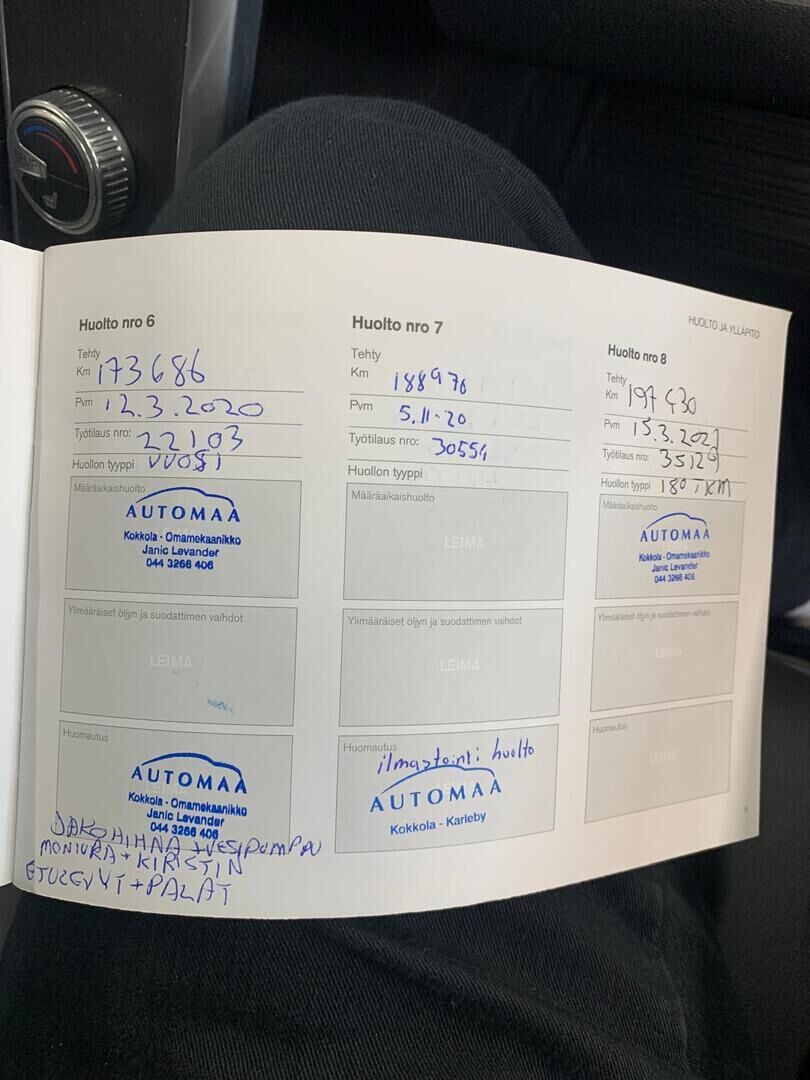 TEMP
HUOLTO JA YLLÄPITO
Huolto nro 6
Tehty
Km 173686
Pvm 12.3.2020
Työtilaus nro: 22103
Huollon tyyppi VUOSI
Määräaikaishuolto
AUTOMAA
Kokkola - Omamekaanikko
Janic Levander
044 3266 406
Ylimääräiset öljyn ja suodattimen vaihdot
LEIMA
Huomautus
AUTOMAA
Kokkola - Omamekaanikko
Janic Levander
044 3266 406
JAKOHIHNA + VESIPUMPPU
MONIURA + KIRISTIN
ETULEVYT + PALAT
Huolto nro 7
Tehty
Km 188970
Pvm 5.11.20
Työtilaus nro: 30554
Huollon tyyppi
Määräaikaishuolto
LEIMA
Ylimääräiset öljyn ja suodattimen vaihdot
LEIMA
Huomautus
ilmastointi huolto
AUTOMAA
Kokkola - Karleby
Huolto nro 8
Tehty
Km 197430
Pvm 15.3.2021
Työtilaus nro: 35129
Huollon tyyppi 180 TKM
Määräaikaishuolto
AUTOMAA
Kokkola - Omamekaanikko
Janic Levander
044 3266 406
Ylimääräiset öljyn ja suodattimen vaihdot
LEIMA
Huomautus
LEIMA